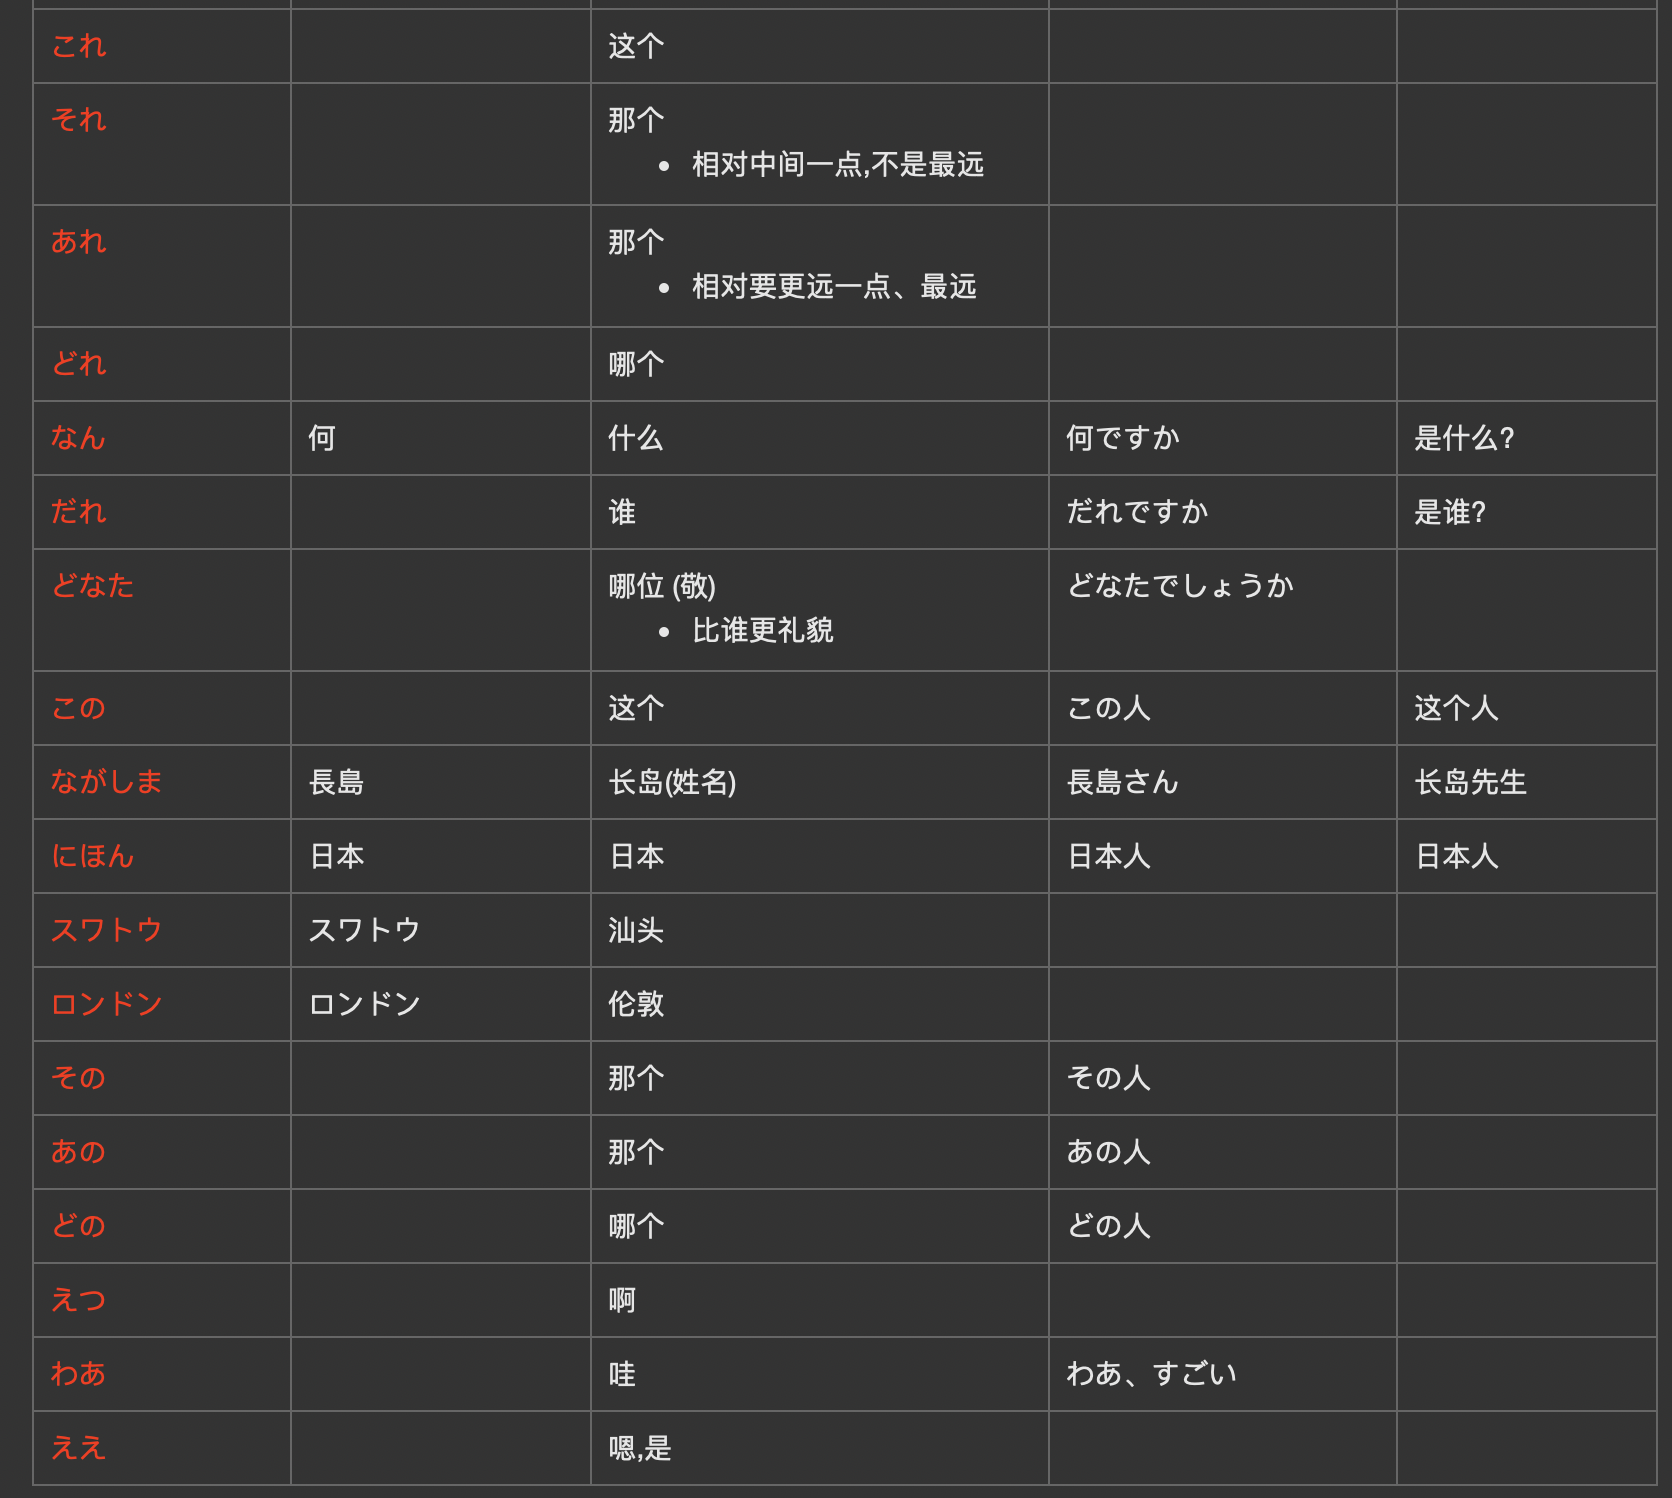 これ 这个
それ 那个
• 相对中间一点,不是最远
あれ 那个
• 相对要更远一点、最远
どれ 哪个
なん 何 什么 何ですか 是什么?
だれ 谁 だれですか 是谁?
どなた 哪位 (敬) どなたでしょうか
• 比谁更礼貌
この 这个 この人 这个人
ながしま 長島 长岛(姓名) 長島さん 长岛先生
にほん 日本 日本 日本人 日本人
スワトウ スワトウ 汕头
ロンドン ロンドン 伦敦
その 那个 その人
あの 那个 あの人
どの 哪个 どの人
えつ 啊
わあ 哇 わあ、すごい
ええ 嗯,是